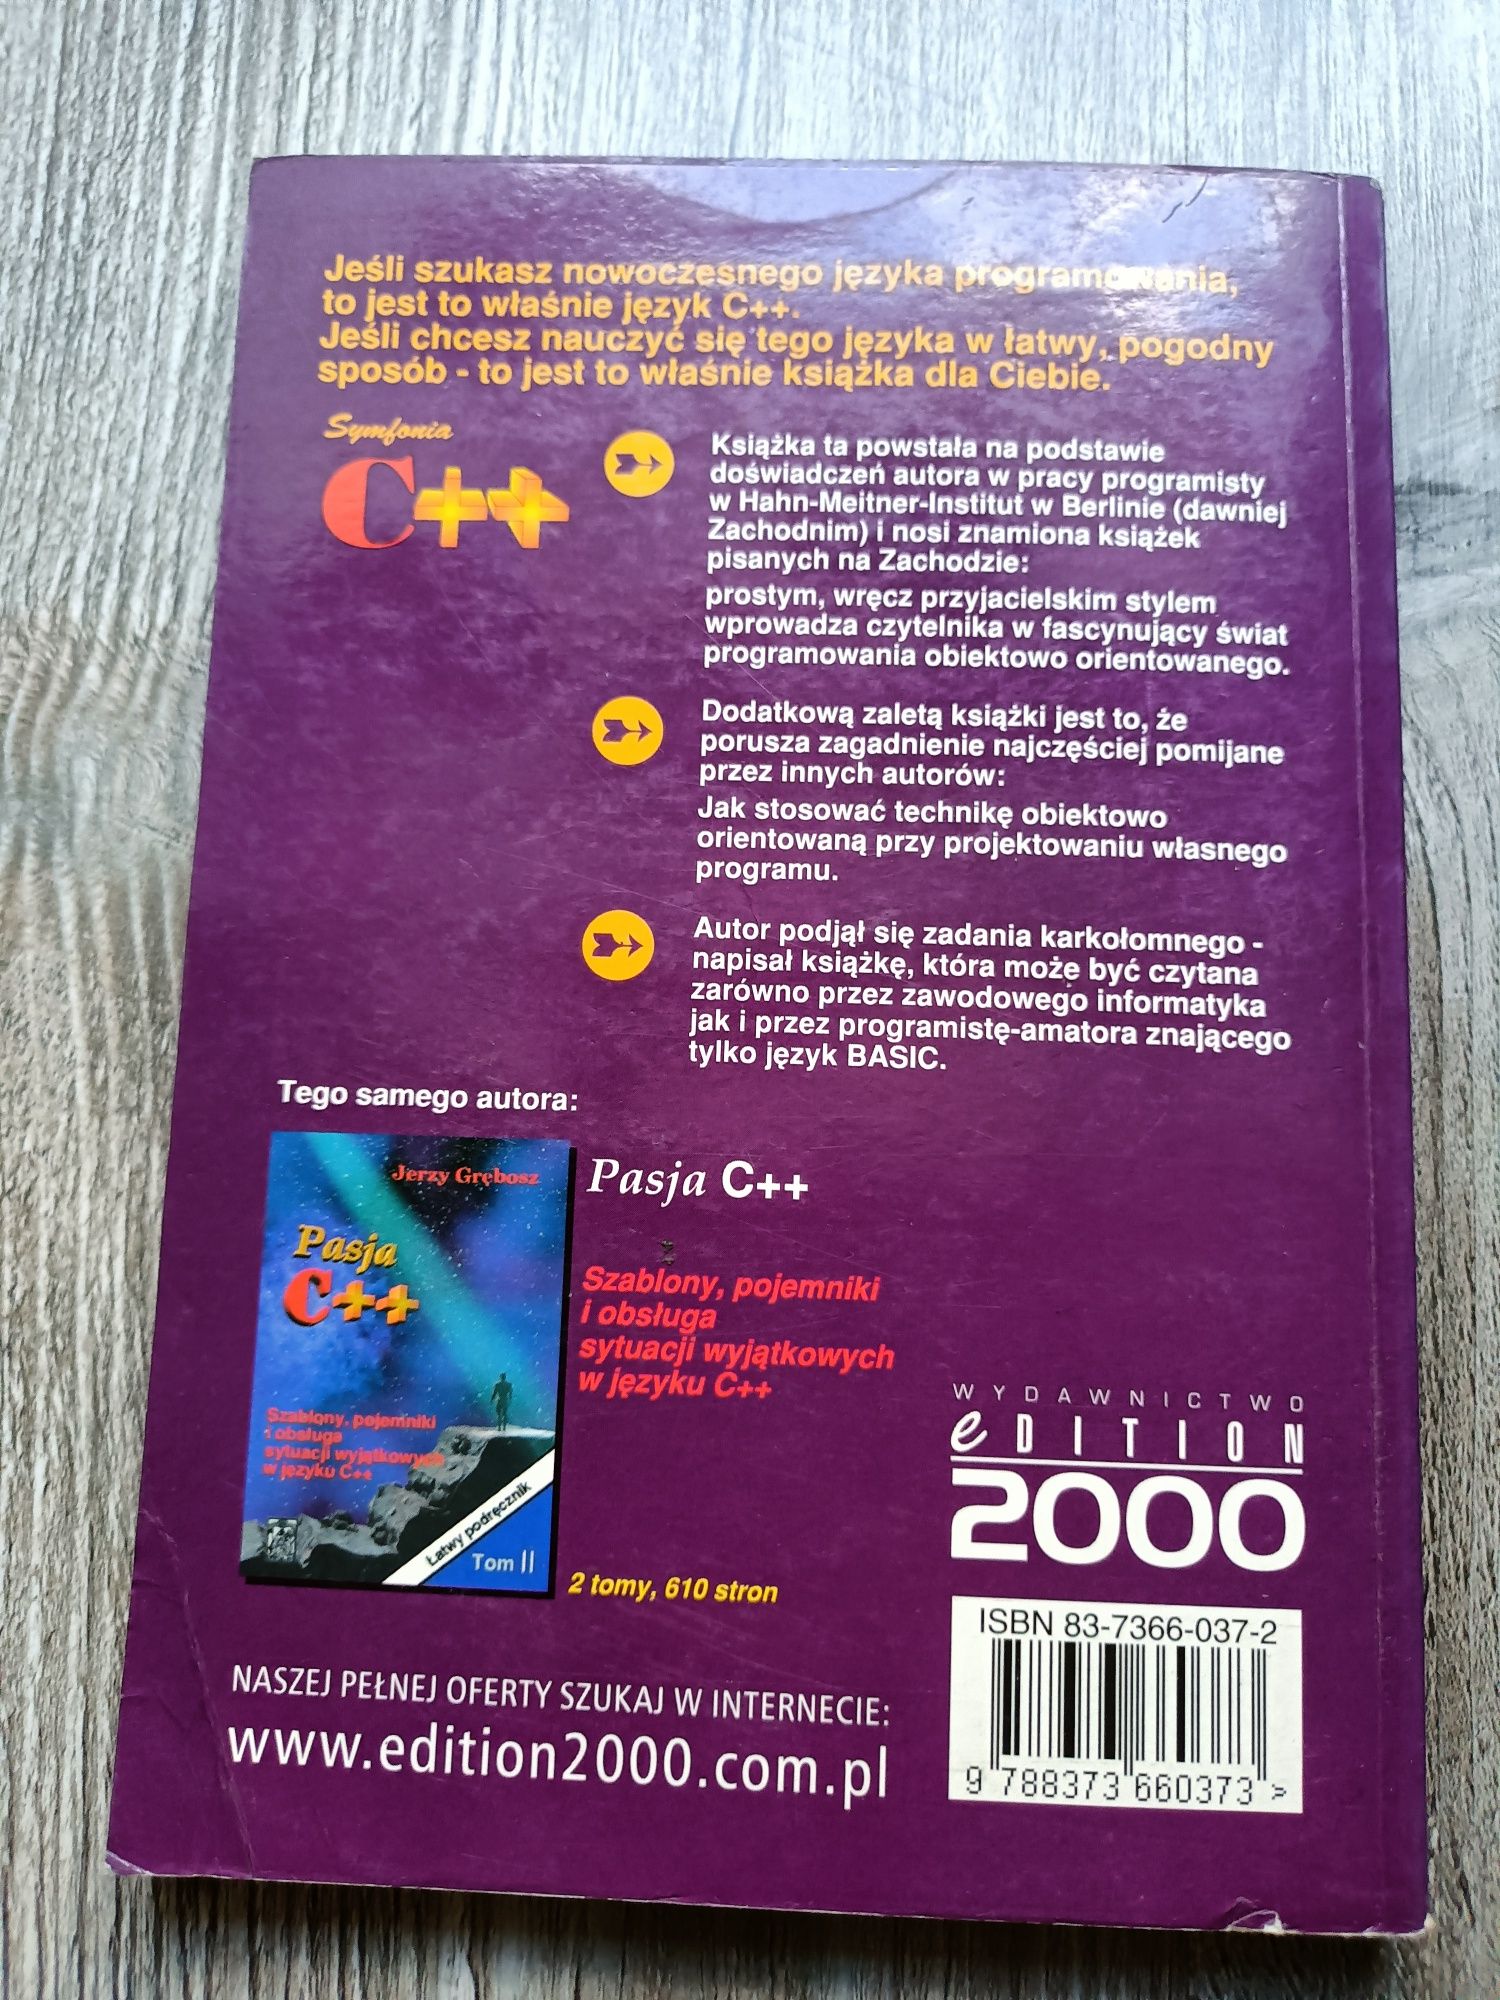 Jeśli szukasz nowoczesnego języka programowania,
to jest to właśnie język C++.
Jeśli chcesz nauczyć się tego języka w łatwy, pogodny
sposób - to jest to właśnie książka dla Ciebie.
Symfonia
C++
Książka ta powstała na podstawie
doświadczeń autora w pracy programisty
w Hahn-Meitner-Institut w Berlinie (dawniej
Zachodnim) i nosi znamiona książek
pisanych na Zachodzie:
prostym, wręcz przyjacielskim stylem
wprowadza czytelnika w fascynujący świat
programowania obiektowo orientowanego.
Dodatkową zaletą książki jest to, że
porusza zagadnienie najczęściej pomijane
przez innych autorów:
Jak stosować technikę obiektowo
orientowaną przy projektowaniu własnego
programu.
Autor podjął się zadania karkołomnego -
napisał książkę, która może być czytana
zarówno przez zawodowego informatyka
jak i przez programistę-amatora znającego
tylko język BASIC.
Tego samego autora:
Jerzy Grębosz
Pasja
C++
Szablony, pojemniki
i obsługa
sytuacji wyjątkowych
w języku C++
Łatwy podręcznik
Tom II
Pasja C++
Szablony, pojemniki
i obsługa
sytuacji wyjątkowych
w języku C++
2 tomy, 610 stron
WYDAWNICTWO
eDITION
2000
ISBN 83-7366-037-2
9 788373 660373 >
NASZEJ PEŁNEJ OFERTY SZUKAJ W INTERNECIE:
www.edition2000.com.pl